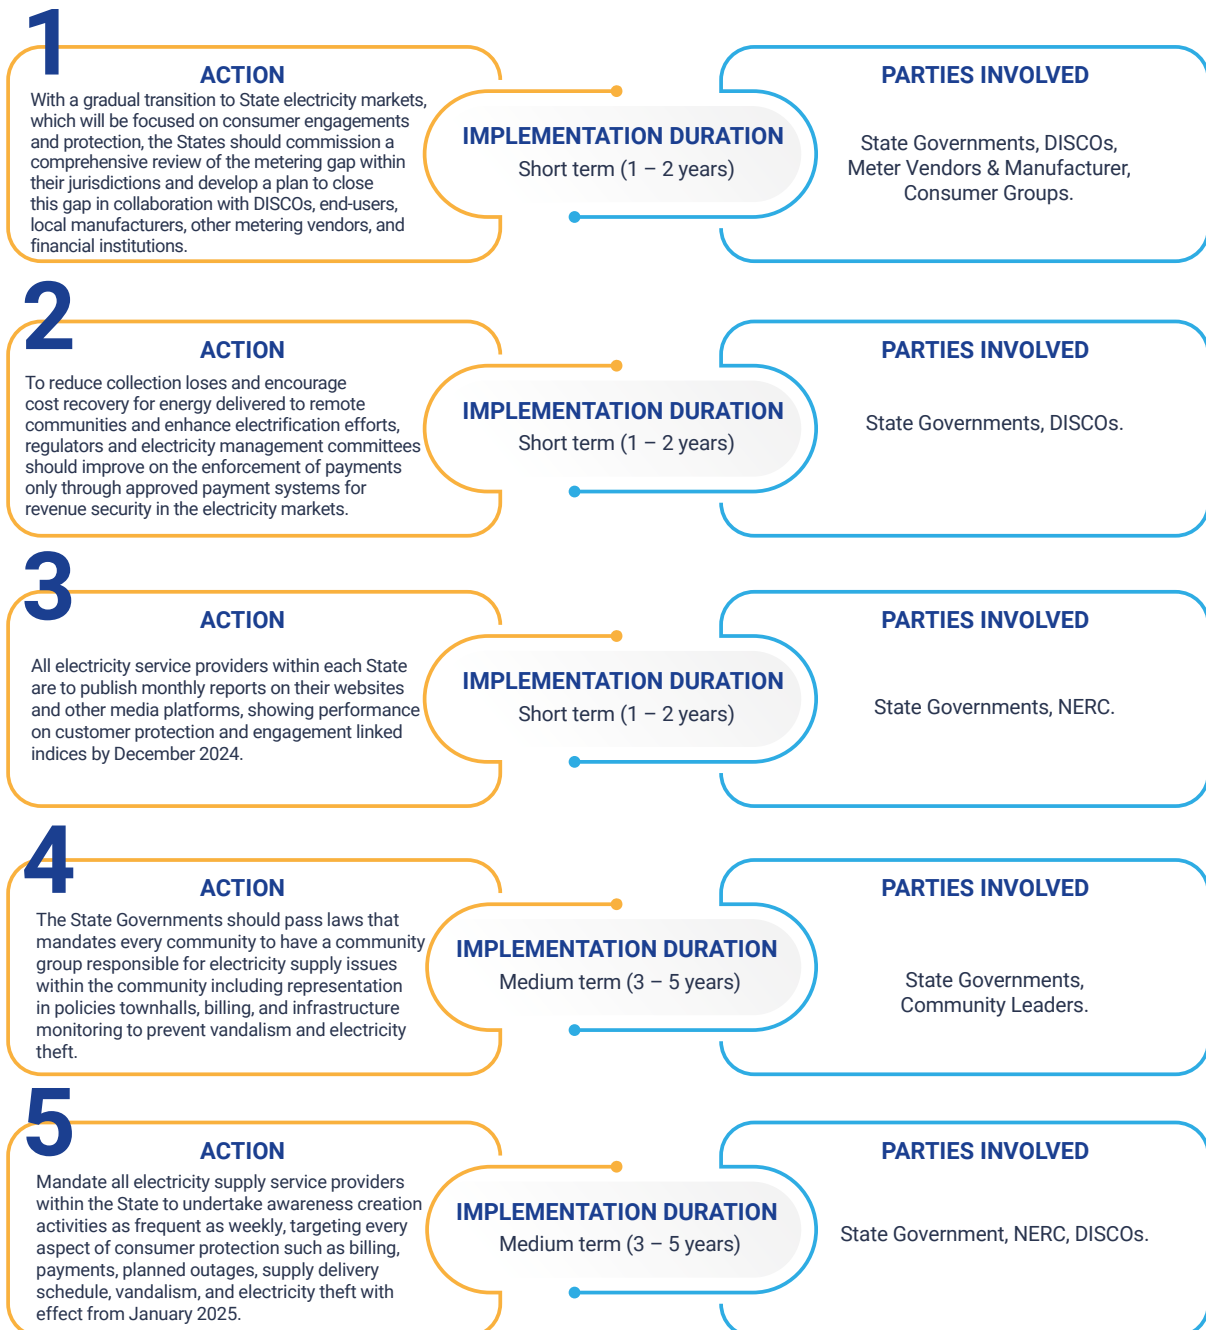 1
ACTION
With a gradual transition to State electricity markets,
which will be focused on consumer engagements
and protection, the States should commission a
comprehensive review of the metering gap within
their jurisdictions and develop a plan to close
this gap in collaboration with DISCOs, end-users,
local manufacturers, other metering vendors, and
financial institutions.
IMPLEMENTATION DURATION
Short term (1 – 2 years)
PARTIES INVOLVED
State Governments, DISCOs,
Meter Vendors & Manufacturer,
Consumer Groups.
2
ACTION
To reduce collection loses and encourage
cost recovery for energy delivered to remote
communities and enhance electrification efforts,
regulators and electricity management committees
should improve on the enforcement of payments
only through approved payment systems for
revenue security in the electricity markets.
IMPLEMENTATION DURATION
Short term (1 – 2 years)
PARTIES INVOLVED
State Governments, DISCOs.
3
ACTION
All electricity service providers within each State
are to publish monthly reports on their websites
and other media platforms, showing performance
on customer protection and engagement linked
indices by December 2024.
IMPLEMENTATION DURATION
Short term (1 – 2 years)
PARTIES INVOLVED
State Governments, NERC.
4
ACTION
The State Governments should pass laws that
mandates every community to have a community
group responsible for electricity supply issues
within the community including representation
in policies townhalls, billing, and infrastructure
monitoring to prevent vandalism and electricity
theft.
IMPLEMENTATION DURATION
Medium term (3 – 5 years)
PARTIES INVOLVED
State Governments,
Community Leaders.
5
ACTION
Mandate all electricity supply service providers
within the State to undertake awareness creation
activities as frequent as weekly, targeting every
aspect of consumer protection such as billing,
payments, planned outages, supply delivery
schedule, vandalism, and electricity theft with
effect from January 2025.
IMPLEMENTATION DURATION
Medium term (3 – 5 years)
PARTIES INVOLVED
State Government, NERC, DISCOs.